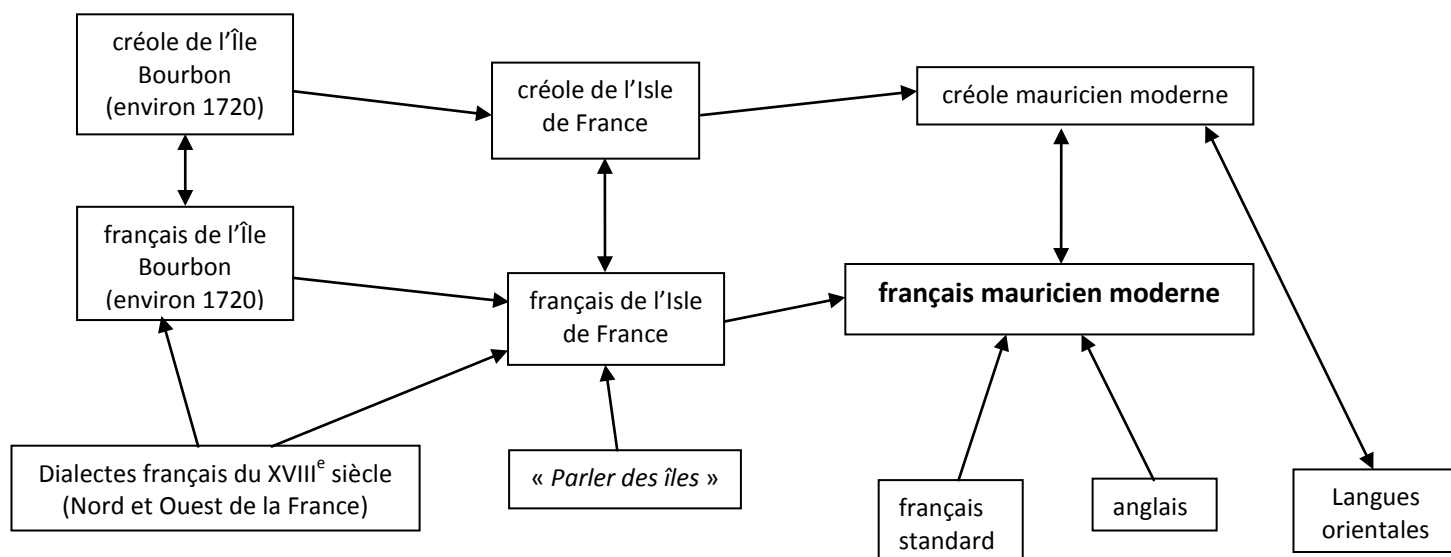 créole de l’Île
Bourbon
(environ 1720)
créole de l’Isle
de France
créole mauricien moderne
français de l’Île
Bourbon
(environ 1720)
français de l’Isle
de France
français mauricien moderne
Dialectes français du XVIIIe siècle
(Nord et Ouest de la France)
« Parler des îles »
français
standard
anglais
Langues
orientales